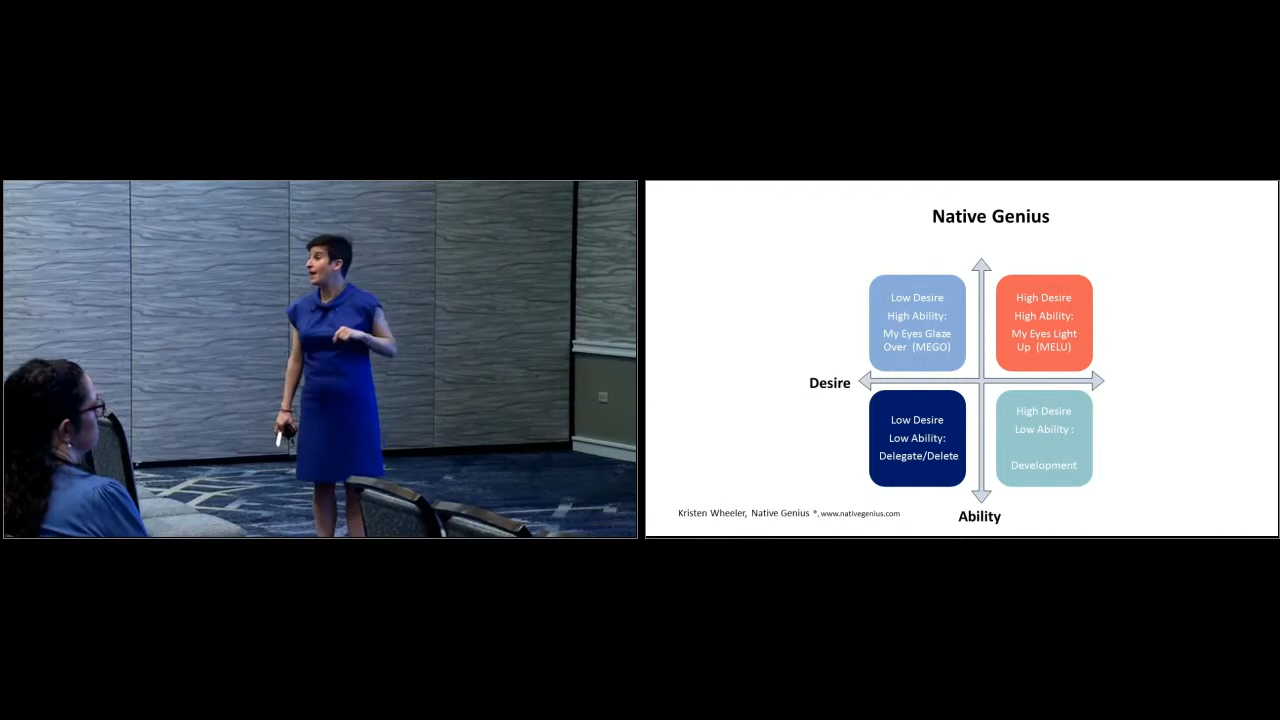 Native Genius
Low Desire
High Ability:
My Eyes Glaze
Over (MEGO)
High Desire
High Ability:
My Eyes Light
Up (MELU)
Desire
Low Desire
Low Ability:
Delegate/Delete
High Desire
Low Ability :
Development
Kristen Wheeler, Native Genius ®, www.nativegenius.com
Ability